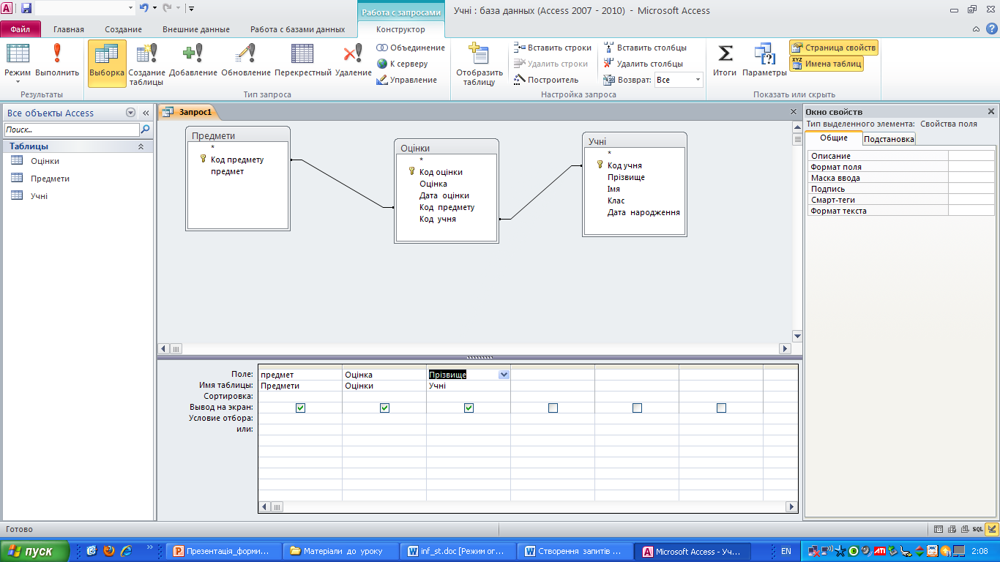 Учні : база данных (Access 2007 - 2010) - Microsoft Access
Работа с запросами
Файл Главная Создание Внешние данные Работа с базами данных Конструктор
Режим Выполнить Выборка Создание таблицы Добавление Обновление Перекрестный Удаление
Объединение
К серверу
Управление
Отобразить таблицу
Вставить строки
Удалить строки
Построитель
Вставить столбцы
Удалить столбцы
Возврат: Все
Итоги Параметры
Страница свойств
XYZ Имена таблиц
Результаты Тип запроса Настройка запроса Показать или скрыть
Все объекты Access
Поиск...
Таблицы
Оцінки
Предмети
Учні
Запрос1
Предмети
*
Код предмету
предмет
Оцінки
*
Код оцінки
Оцінка
Дата оцінки
Код предмету
Код учня
Учні
*
Код учня
Прізвище
Імя
Клас
Дата народження
Окно свойств
Тип выделенного элемента: Свойства поля
Общие Подстановка
Описание
Формат поля
Маска ввода
Подпись
Смарт-теги
Формат текста
Поле: предмет Оцінка Прізвище
Имя таблицы: Предмети Оцінки Учні
Сортировка:
Вывод на экран:
Условие отбора:
или:
Готово SQL
пуск Презентація_форми... Матеріали до уроку inf_st.doc [Режим ог... Створення запитів ... Microsoft Access - Уч... EN ATI 2:08